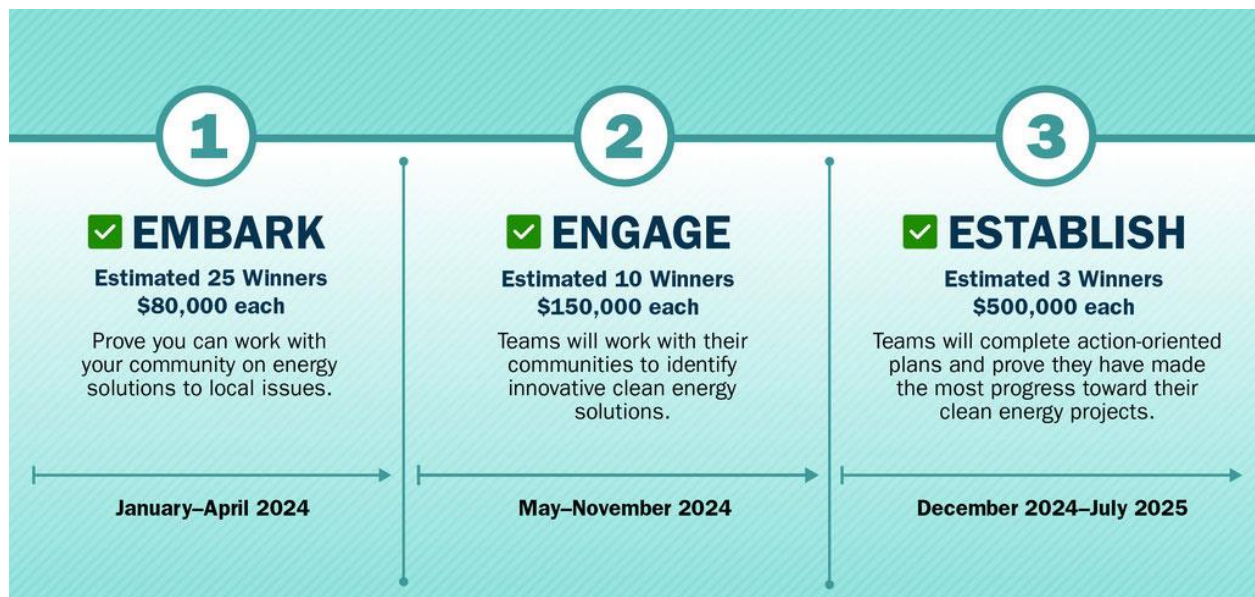 1
EMBARK
Estimated 25 Winners
$80,000 each
Prove you can work with
your community on energy
solutions to local issues.
January–April 2024
2
ENGAGE
Estimated 10 Winners
$150,000 each
Teams will work with their
communities to identify
innovative clean energy
solutions.
May–November 2024
3
ESTABLISH
Estimated 3 Winners
$500,000 each
Teams will complete action-oriented
plans and prove they have made
the most progress toward their
clean energy projects.
December 2024–July 2025